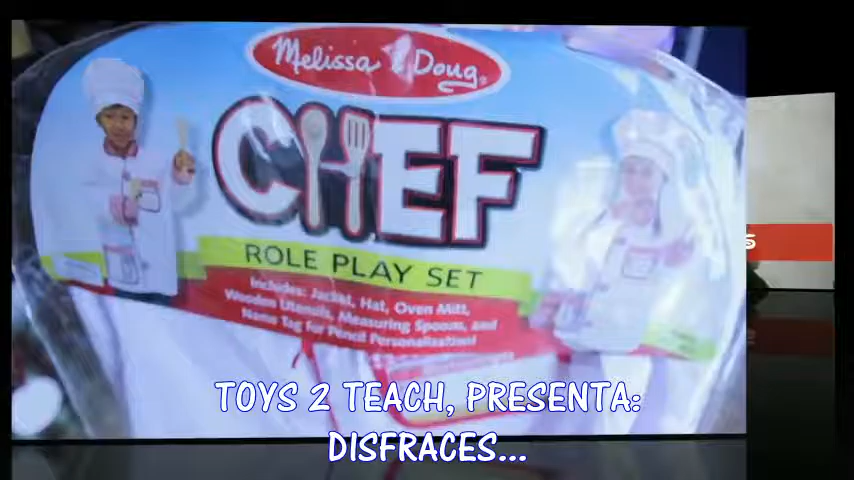 Melissa & Doug
CHEF
ROLE PLAY SET
Includes: Jacket, Hat, Oven Mitt,
Wooden Utensils, Measuring Spoons, and
Name Tag for Pencil Personalization!
TOYS 2 TEACH, PRESENTA:
DISFRACES...